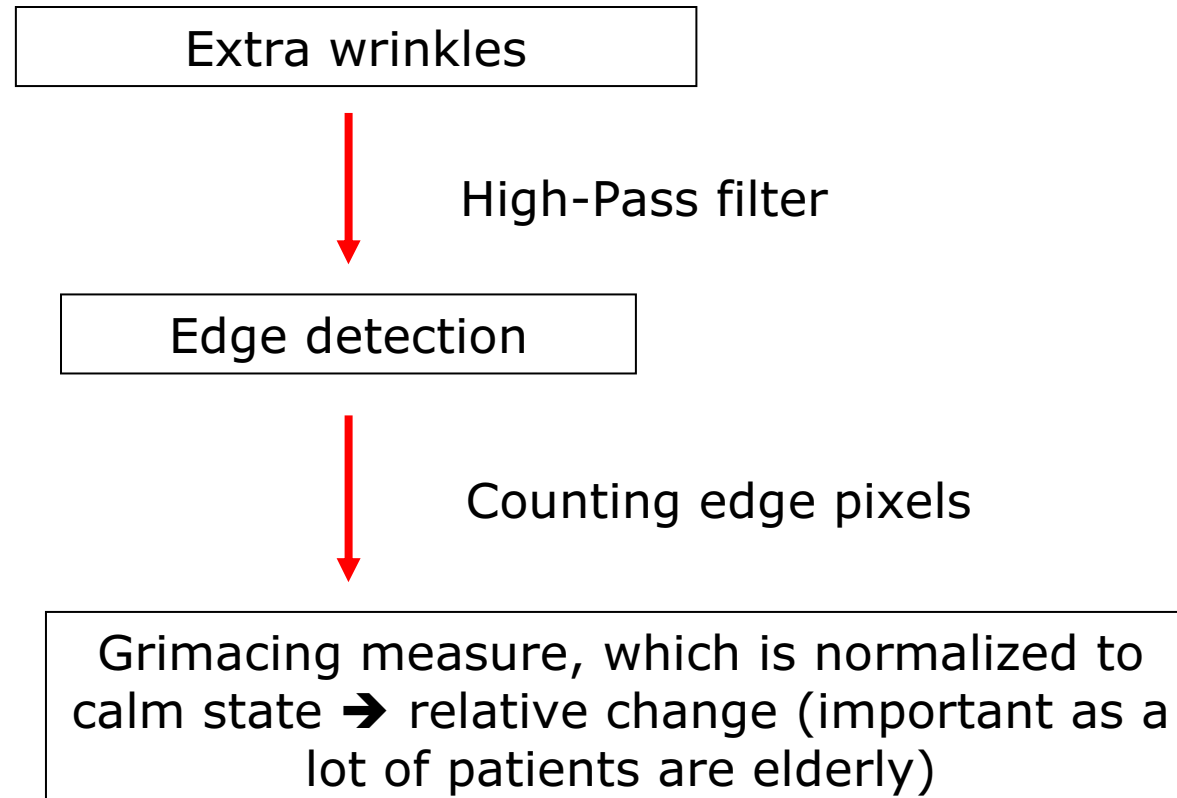 Extra wrinkles
High-Pass filter
Edge detection
Counting edge pixels
Grimacing measure, which is normalized to
calm state ➔ relative change (important as a
lot of patients are elderly)